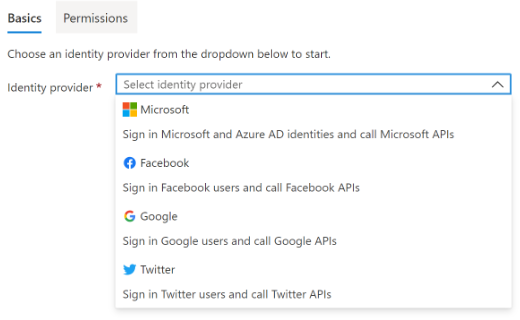 Basics Permissions
Choose an identity provider from the dropdown below to start.
Identity provider * Select identity provider
Microsoft
Sign in Microsoft and Azure AD identities and call Microsoft APIs
Facebook
Sign in Facebook users and call Facebook APIs
Google
Sign in Google users and call Google APIs
Twitter
Sign in Twitter users and call Twitter APIs